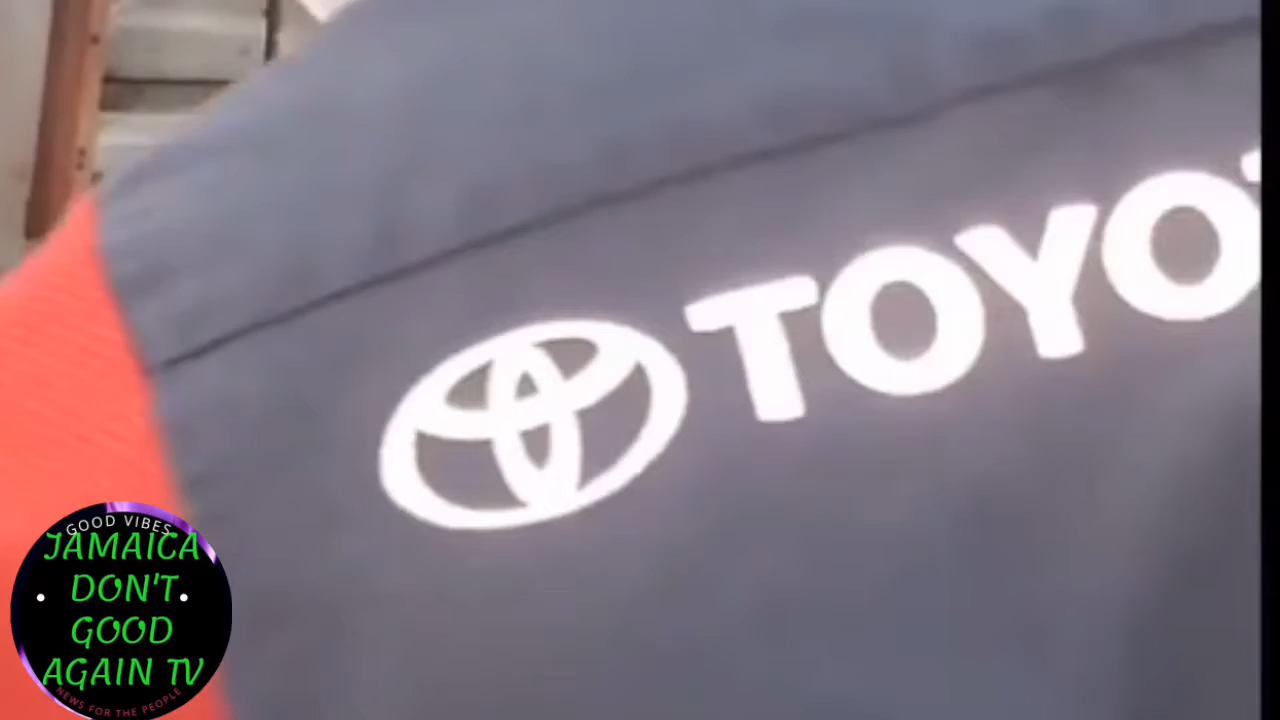 TOYO
GOOD VIBES
JAMAICA
DON'T
GOOD
AGAIN TV
NEWS FOR THE PEOPLE